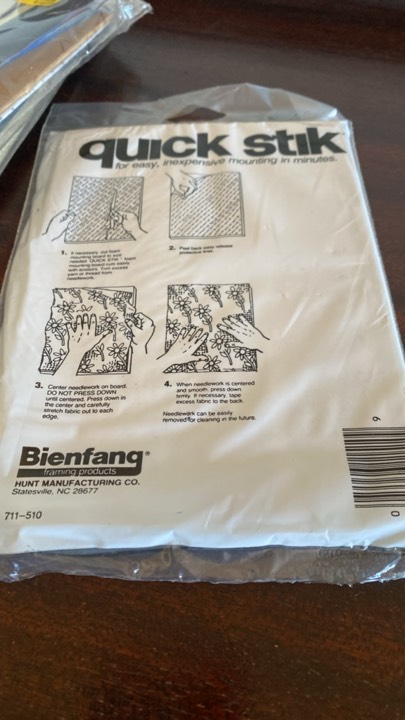 quick stik
for easy, inexpensive mounting in minutes.
1. If necessary, cut foam
mounting board to size
needed. QUICK STIK™ foam
mounting board cuts easily
with scissors. Trim excess
yarn or thread from
needlework.
2. Peel back easy release
protective liner.
3. Center needlework on board.
DO NOT PRESS DOWN
until centered. Press down in
the center and carefully
stretch fabric out to each
edge.
4. When needlework is centered
and smooth, press down
firmly. If necessary, tape
excess fabric to the back.
Needlework can be easily
removed for cleaning in the future.
Bienfang®
framing products
HUNT MANUFACTURING CO.
Statesville, NC 28677
711-510
9
0